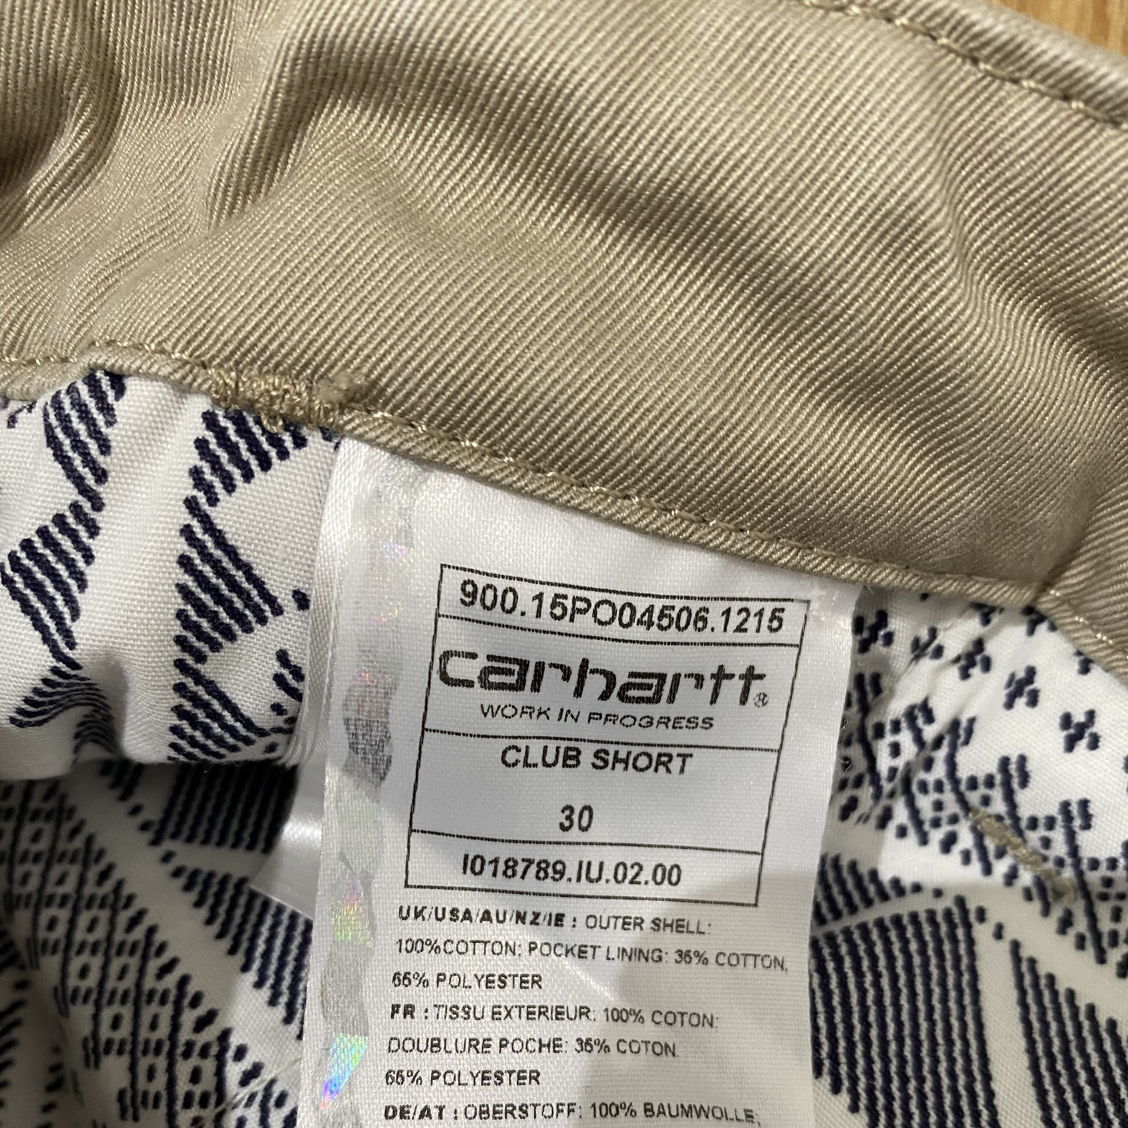 900.15PO04506.1215
carhartt®
WORK IN PROGRESS
CLUB SHORT
30
I018789.IU.02.00
UK/USA/AU/NZ/IE : OUTER SHELL:
100%COTTON; POCKET LINING: 35% COTTON,
65% POLYESTER
FR : TISSU EXTERIEUR: 100% COTON:
DOUBLURE POCHE: 35% COTON
65% POLYESTER
DE/AT : OBERSTOFF: 100% BAUMWOLLE;